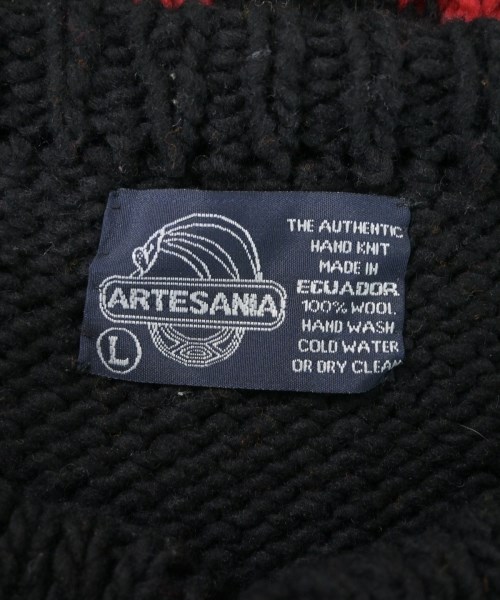 ARTESANIA
L
THE AUTHENTIC
HAND KNIT
MADE IN
ECUADOR.
100% WOOL.
HAND WASH
COLD WATER
OR DRY CLEAN